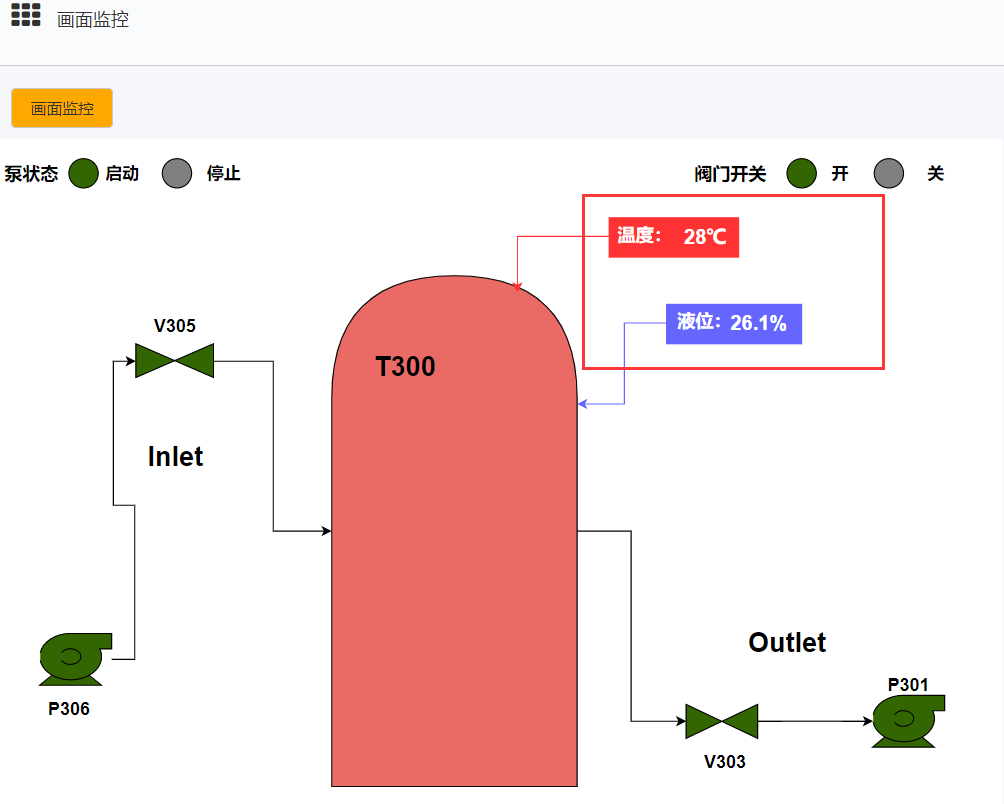 画面监控
画面监控
泵状态 启动 停止 阀门开关 开 关
温度： 28℃
液位：26.1%
V305
T300
Inlet
Outlet
P301
P306
V303